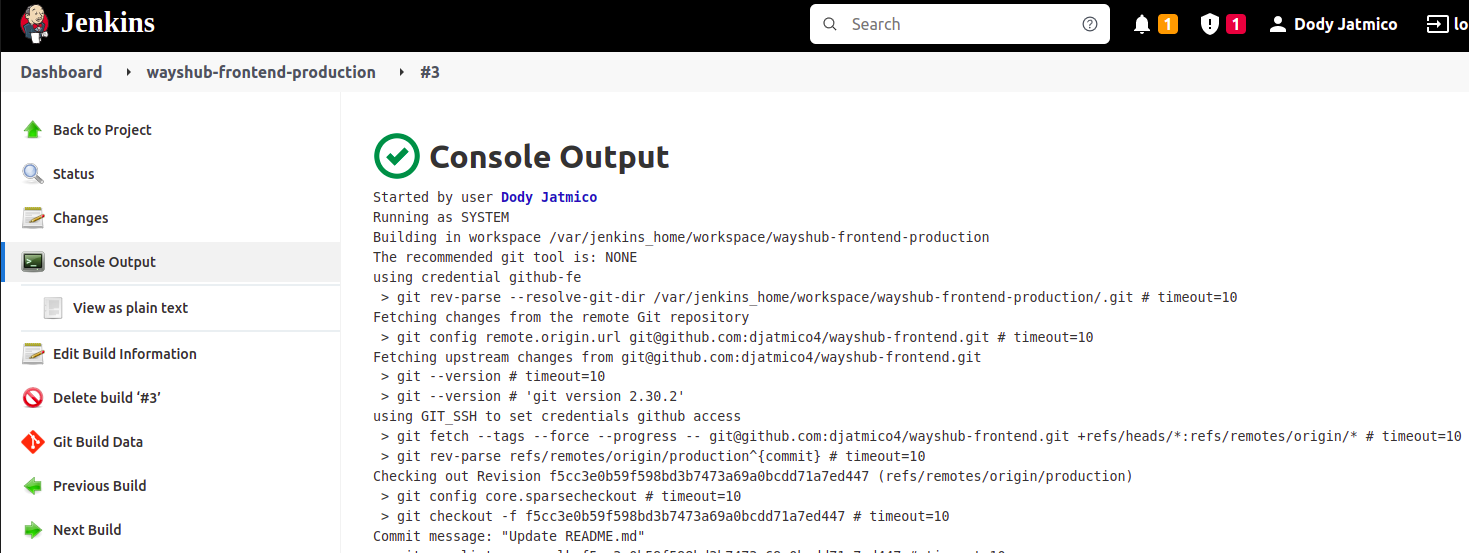 Jenkins
Search
1
1
Dody Jatmico
lo
Dashboard
wayshub-frontend-production
#3
Back to Project
Status
Changes
Console Output
View as plain text
Edit Build Information
Delete build ‘#3’
Git Build Data
Previous Build
Next Build
Console Output
Started by user Dody Jatmico
Running as SYSTEM
Building in workspace /var/jenkins_home/workspace/wayshub-frontend-production
The recommended git tool is: NONE
using credential github-fe
> git rev-parse --resolve-git-dir /var/jenkins_home/workspace/wayshub-frontend-production/.git # timeout=10
Fetching changes from the remote Git repository
> git config remote.origin.url git@github.com:djatmico4/wayshub-frontend.git # timeout=10
Fetching upstream changes from git@github.com:djatmico4/wayshub-frontend.git
> git --version # timeout=10
> git --version # 'git version 2.30.2'
using GIT_SSH to set credentials github access
> git fetch --tags --force --progress -- git@github.com:djatmico4/wayshub-frontend.git +refs/heads/*:refs/remotes/origin/* # timeout=10
> git rev-parse refs/remotes/origin/production^{commit} # timeout=10
Checking out Revision f5cc3e0b59f598bd3b7473a69a0bcdd71a7ed447 (refs/remotes/origin/production)
> git config core.sparsecheckout # timeout=10
> git checkout -f f5cc3e0b59f598bd3b7473a69a0bcdd71a7ed447 # timeout=10
Commit message: "Update README.md"